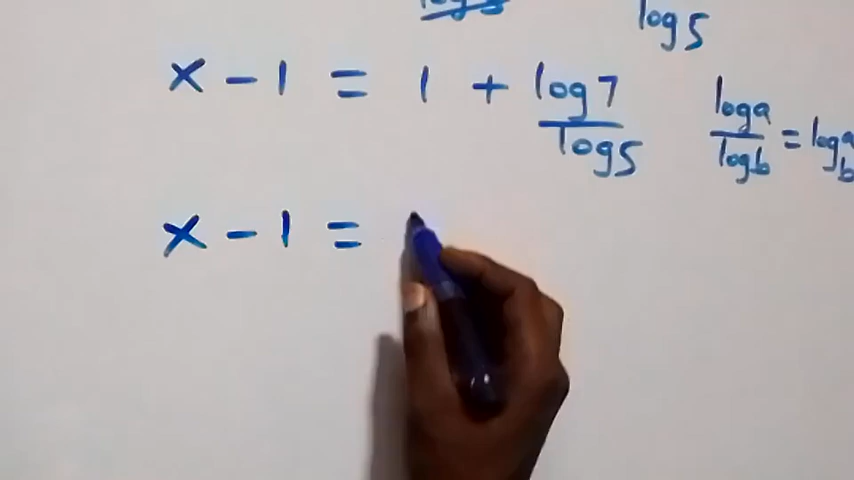 log 5
x - 1 = 1 + log 7 / log 5
log a / log b = log_b a
x - 1 =